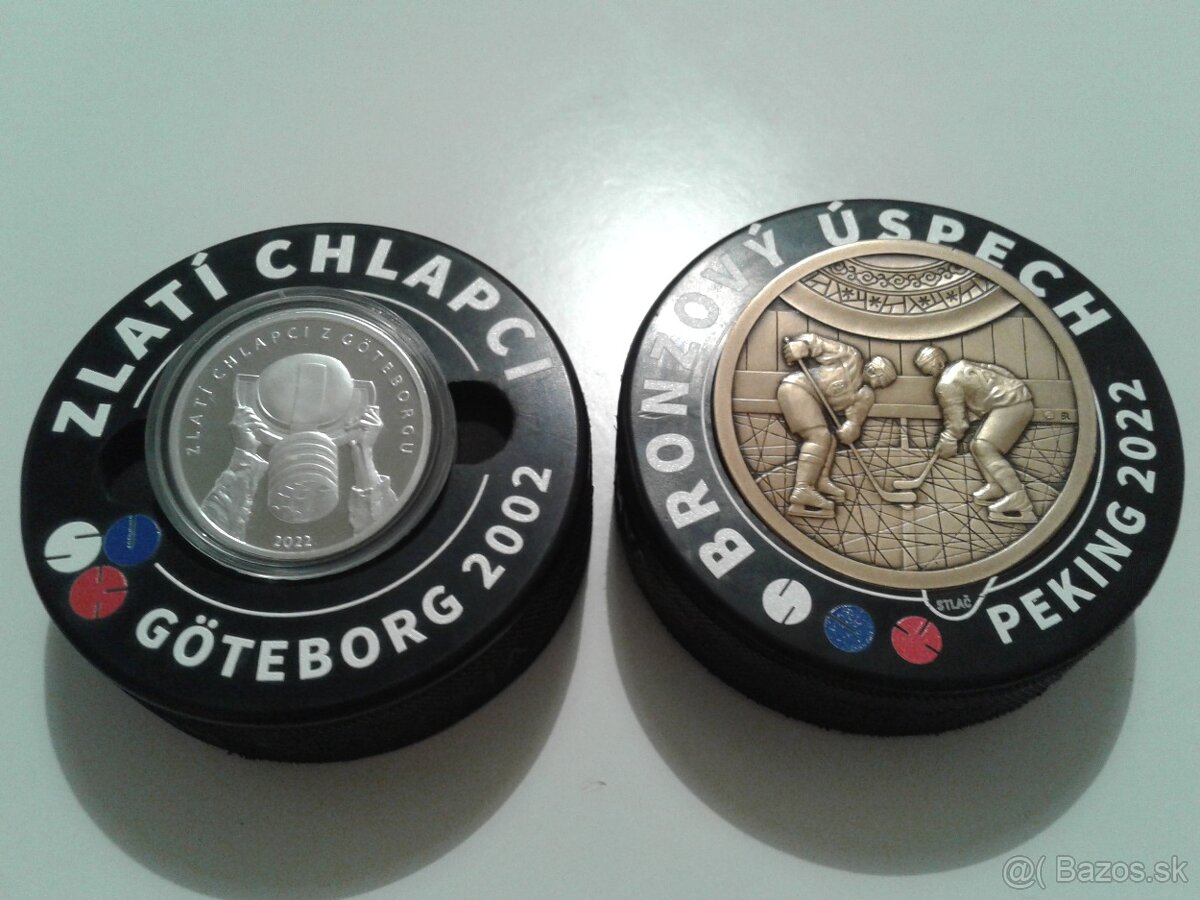 ZLATÍ CHLAPCI
ZLATÍ CHLAPCI Z GÖTEBORGU
2022
GÖTEBORG 2002
BRONZOVÝ ÚSPECH
STLAČ
PEKING 2022
@( Bazos.sk